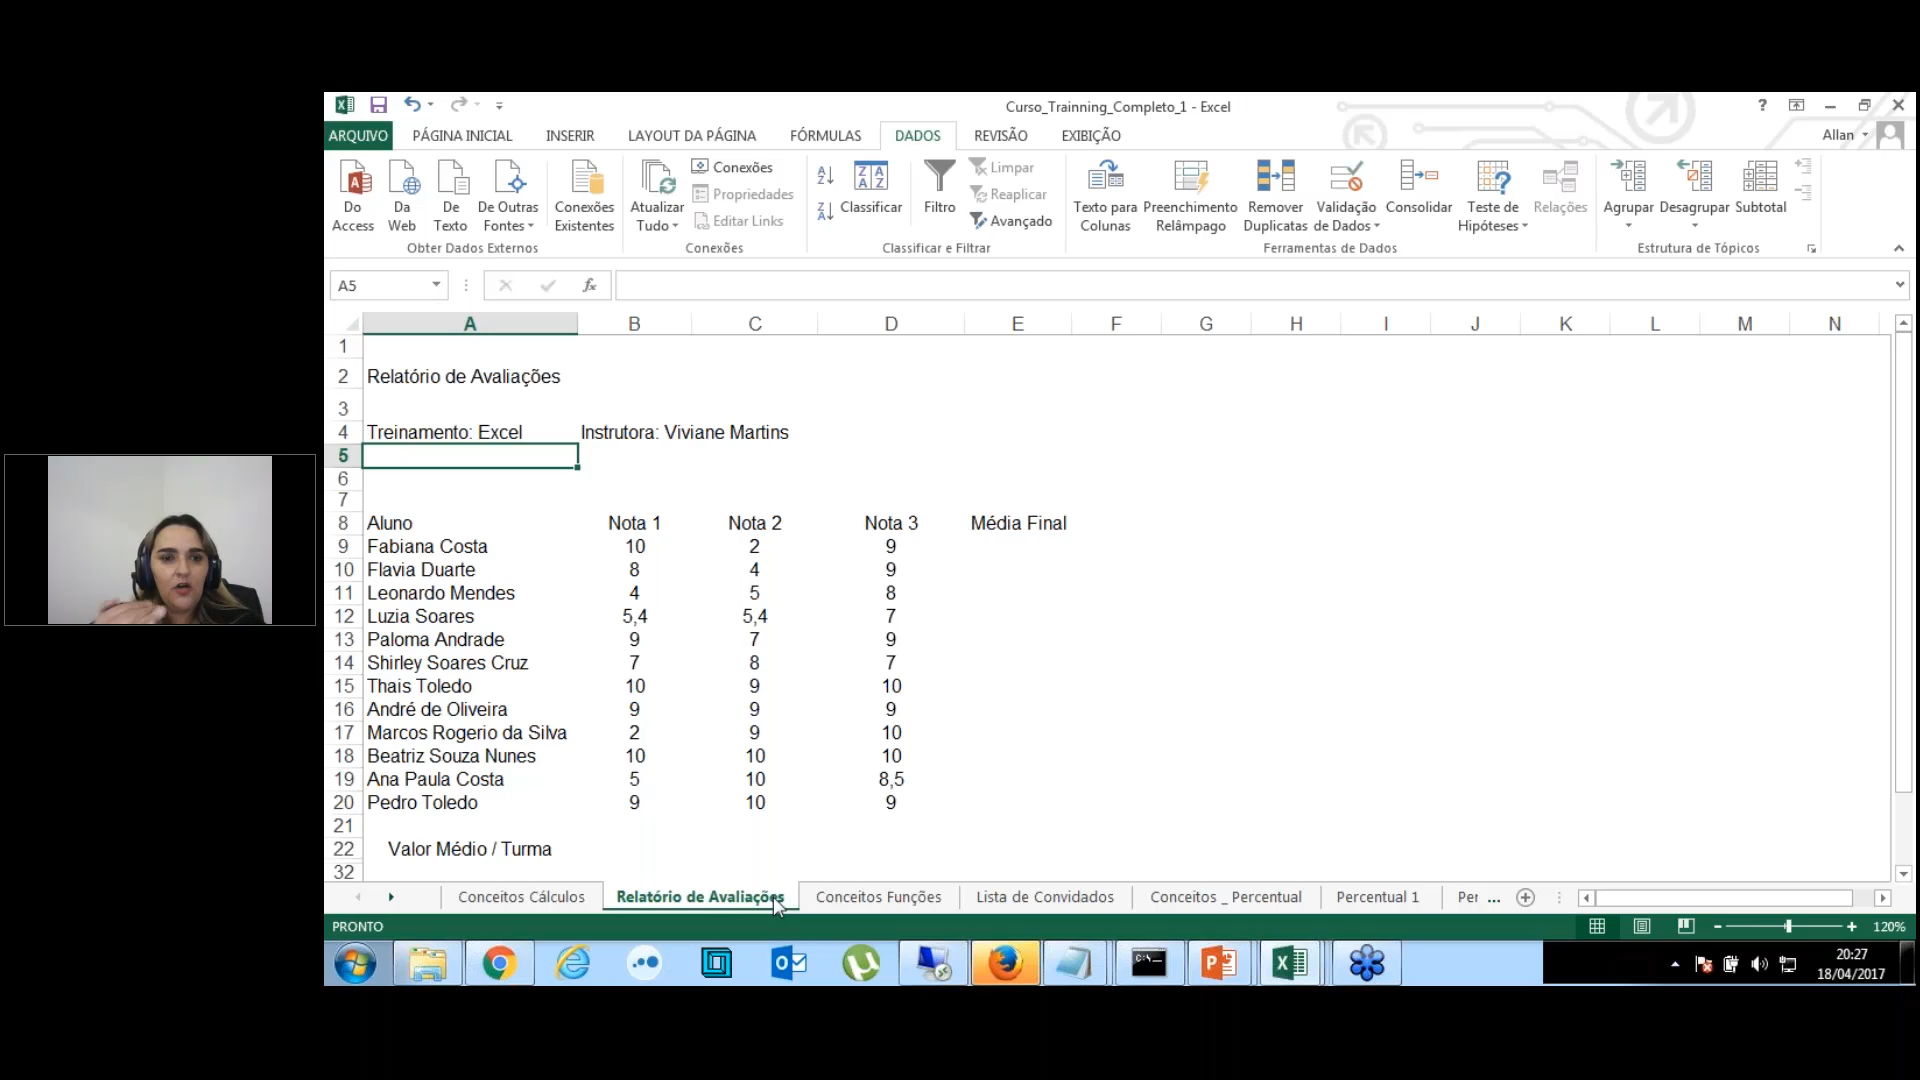 Curso_Trainning_Completo_1 - Excel
?
ARQUIVO PÁGINA INICIAL INSERIR LAYOUT DA PÁGINA FÓRMULAS DADOS REVISÃO EXIBIÇÃO Allan
Do Access
Da Web
De Texto
De Outras Fontes
Conexões Existentes
Obter Dados Externos
Atualizar Tudo
Conexões
Propriedades
Editar Links
Conexões
Classificar
Filtro
Limpar
Reaplicar
Avançado
Classificar e Filtrar
Texto para Colunas
Preenchimento Relâmpago
Remover Duplicatas
Validação de Dados
Consolidar
Teste de Hipóteses
Relações
Ferramentas de Dados
Agrupar
Desagrupar
Subtotal
Estrutura de Tópicos
A5 fx
A B C D E F G H I J K L M N
1
2 Relatório de Avaliações
3
4 Treinamento: Excel Instrutora: Viviane Martins
5
6
7
8 Aluno Nota 1 Nota 2 Nota 3 Média Final
9 Fabiana Costa 10 2 9
10 Flavia Duarte 8 4 9
11 Leonardo Mendes 4 5 8
12 Luzia Soares 5,4 5,4 7
13 Paloma Andrade 9 7 9
14 Shirley Soares Cruz 7 8 7
15 Thais Toledo 10 9 10
16 André de Oliveira 9 9 9
17 Marcos Rogerio da Silva 2 9 10
18 Beatriz Souza Nunes 10 10 10
19 Ana Paula Costa 5 10 8,5
20 Pedro Toledo 9 10 9
21
22 Valor Médio / Turma
32
Conceitos Cálculos Relatório de Avaliações Conceitos Funções Lista de Convidados Conceitos _ Percentual Percentual 1 Per ...
PRONTO 120%
20:27
18/04/2017